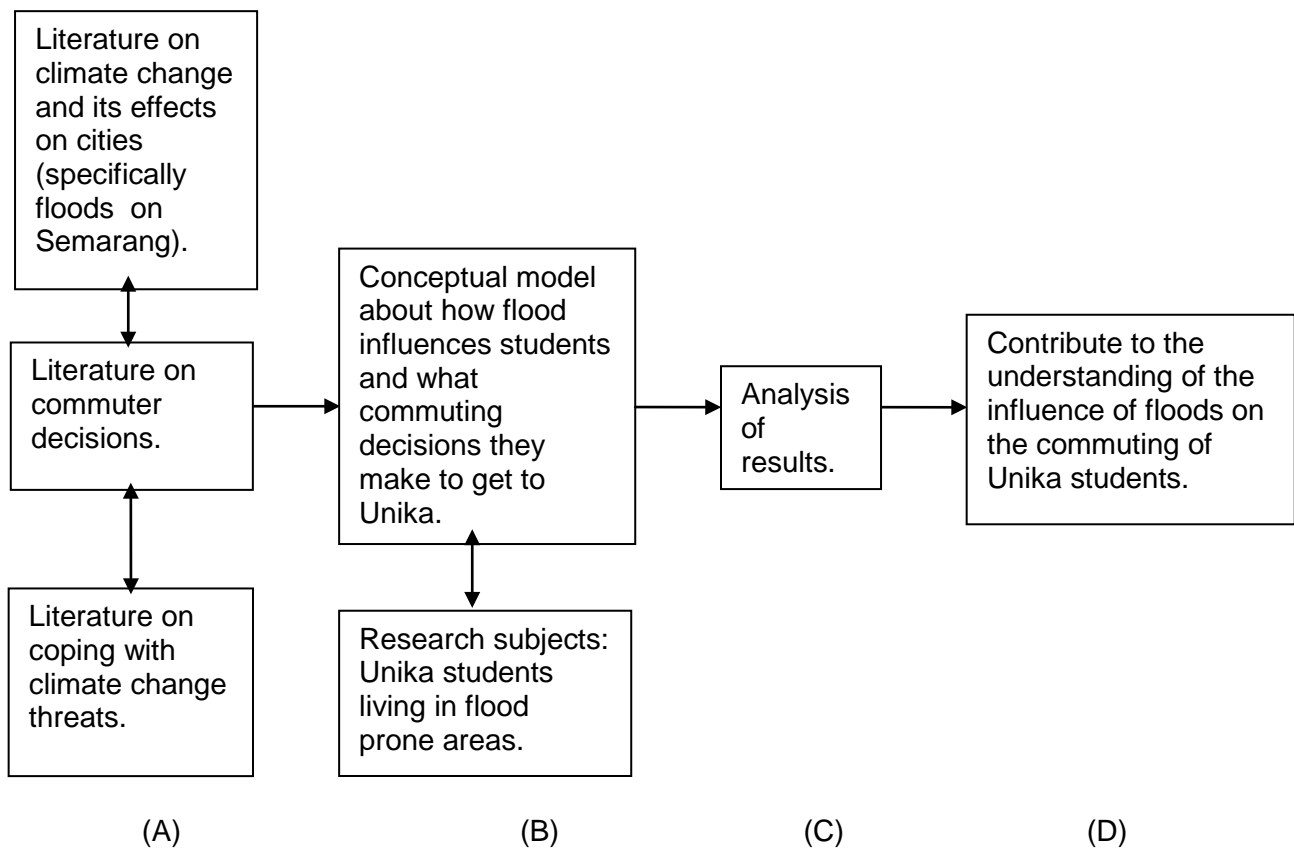 Literature on
climate change
and its effects
on cities
(specifically
floods on
Semarang).
Literature on
commuter
decisions.
Literature on
coping with
climate change
threats.
Conceptual model
about how flood
influences students
and what
commuting
decisions they
make to get to
Unika.
Research subjects:
Unika students
living in flood
prone areas.
Analysis
of
results.
Contribute to the
understanding of the
influence of floods on
the commuting of
Unika students.
(A)
(B)
(C)
(D)